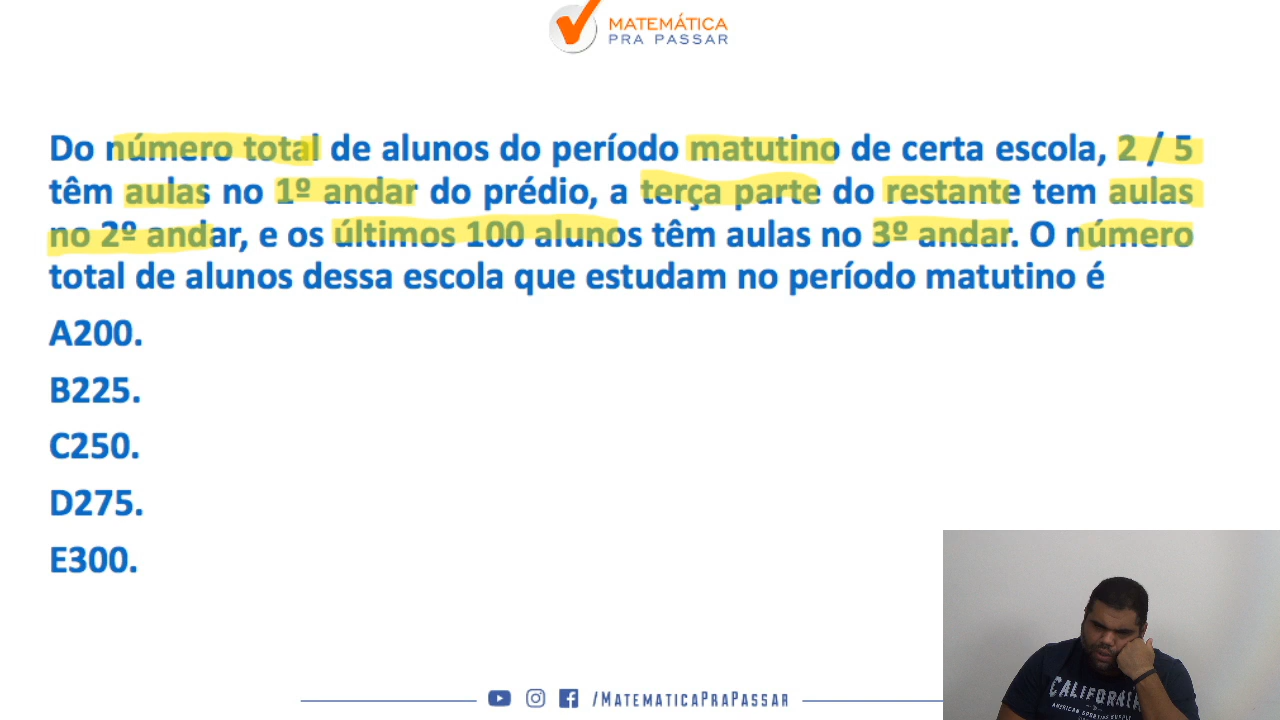 MATEMÁTICA
PRA PASSAR
Do número total de alunos do período matutino de certa escola, 2 / 5
têm aulas no 1º andar do prédio, a terça parte do restante tem aulas
no 2º andar, e os últimos 100 alunos têm aulas no 3º andar. O número
total de alunos dessa escola que estudam no período matutino é
A200.
B225.
C250.
D275.
E300.
CALIFORNIA
/MATEMATICAPRAPASSAR